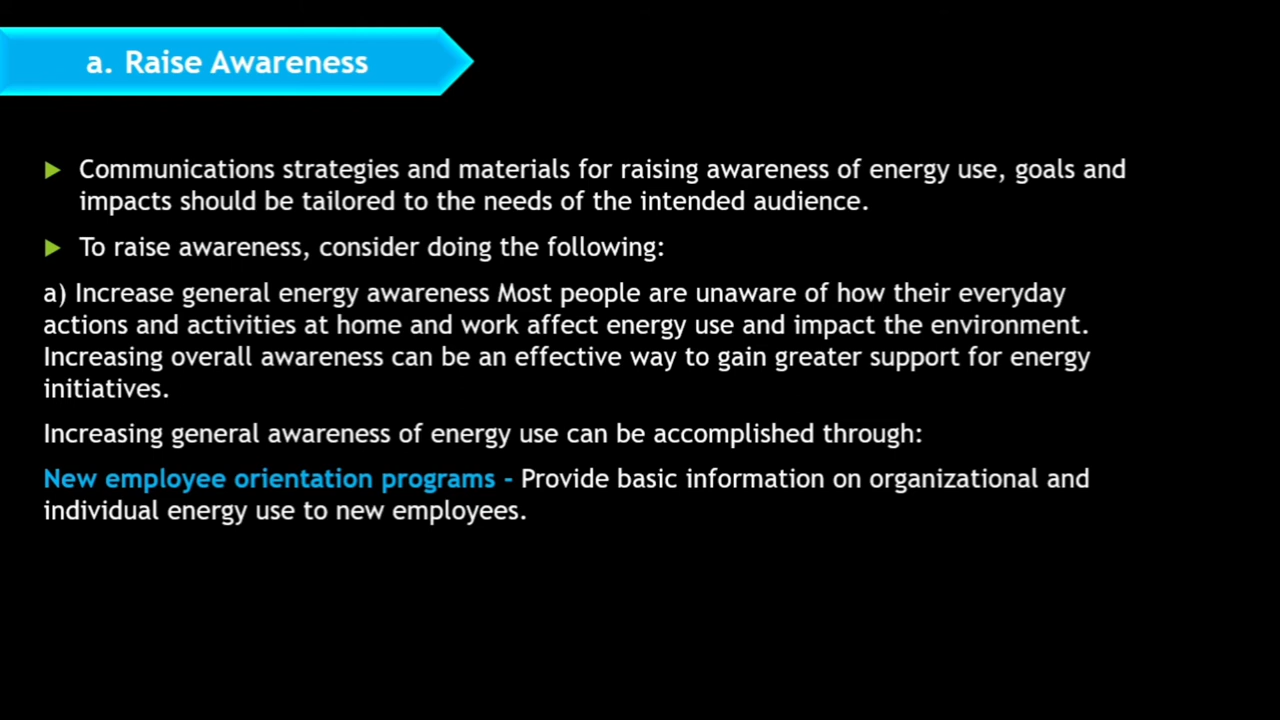 a. Raise Awareness
Communications strategies and materials for raising awareness of energy use, goals and
impacts should be tailored to the needs of the intended audience.
To raise awareness, consider doing the following:
a) Increase general energy awareness Most people are unaware of how their everyday
actions and activities at home and work affect energy use and impact the environment.
Increasing overall awareness can be an effective way to gain greater support for energy
initiatives.
Increasing general awareness of energy use can be accomplished through:
New employee orientation programs - Provide basic information on organizational and
individual energy use to new employees.